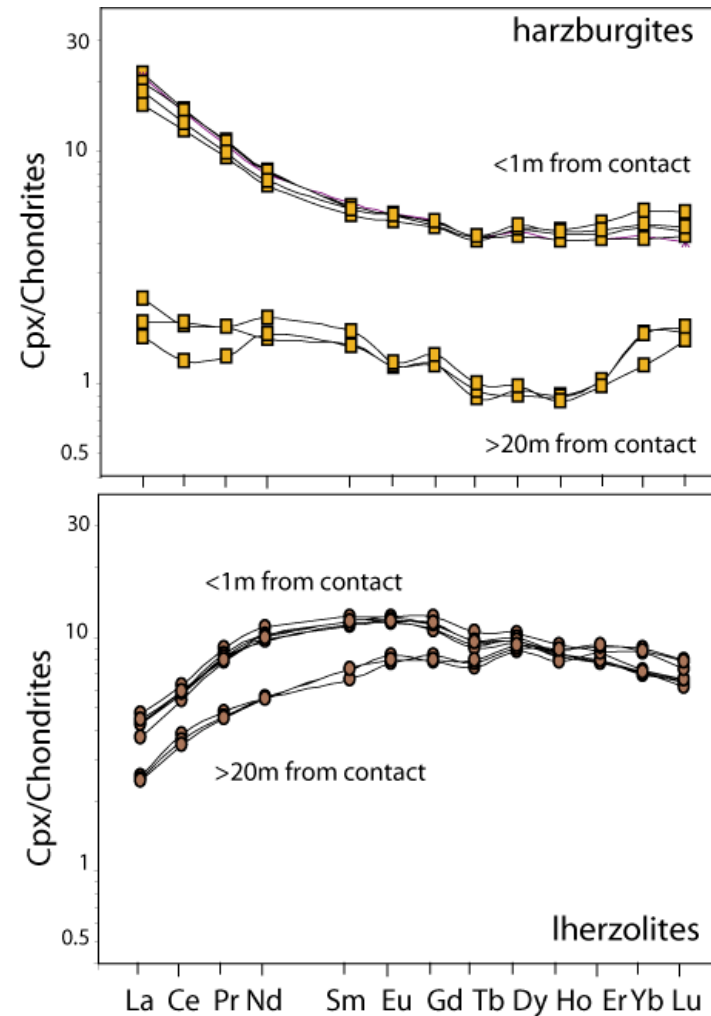 harzburgites
30
<1m from contact
10
Cpx/Chondrites
1
>20m from contact
0.5
30
<1m from contact
10
Cpx/Chondrites
>20m from contact
1
lherzolites
0.5
La Ce Pr Nd Sm Eu Gd Tb Dy Ho Er Yb Lu